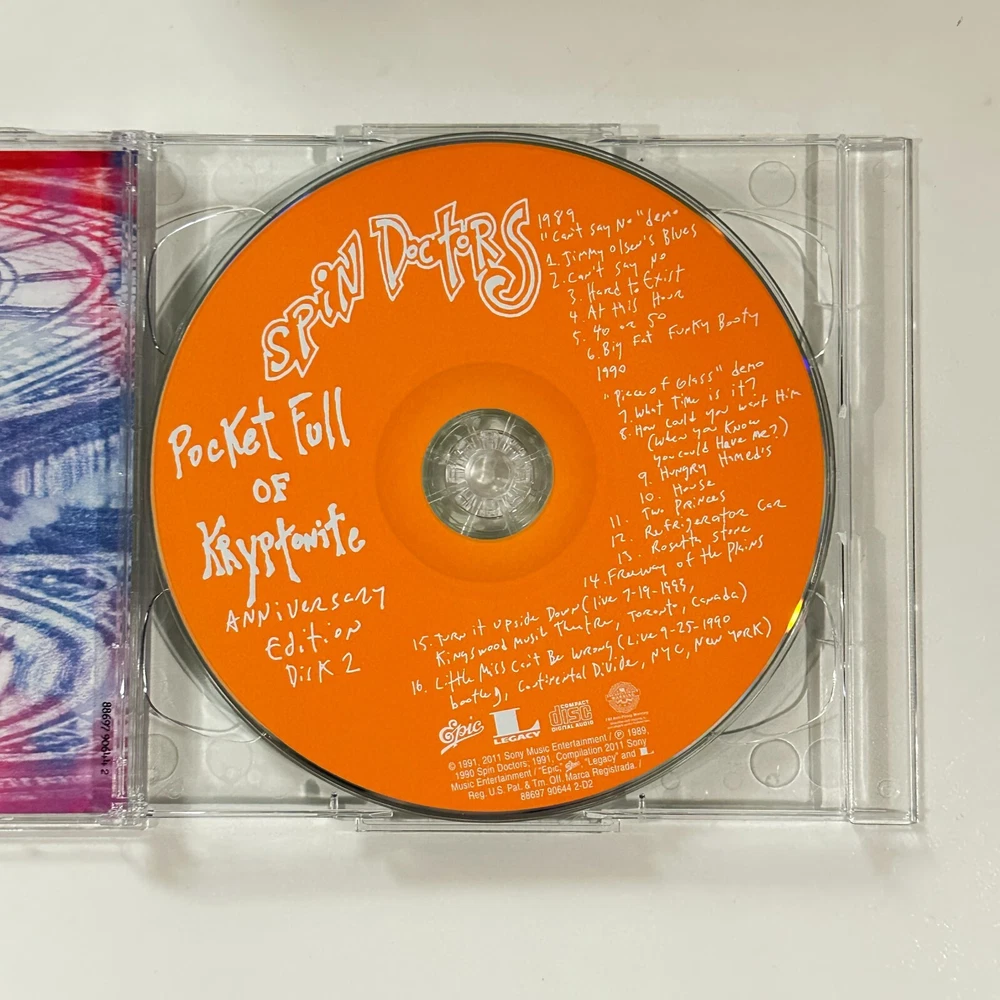 SPIN DOCTORS
POCKET FULL
OF
KRYPTONITE
ANNIVERSARY
EDITION
DISK 2
1989
"Can't say No" demo
1. Jimmy Olsen's Blues
2. Can't Say No
3. Hard to Exist
4. At this Hour
5. 40 or 50
6. Big Fat Funky Booty
1990
"Piece of Glass" demo
7. What Time is it?
8. How could you want Him
(When you Know
you could Have me?)
9. Hungry Hamed's
10. House
11. Two Princes
12. Refrigerator Car
13. Rosetta Stone
14. Freeway of the Plains
15. Turn it upside Down (live 7-19-1993,
Kingswood Music Theatre, Toronto, Canada)
16. Little Miss Can't Be Wrong (Live 9-25-1990
bootleg, Continental Divide, NYC, New York)
Epic
L
LEGACY
COMPACT
disc
DIGITAL AUDIO
© 1991, 2011 Sony Music Entertainment / ℗ 1989,
1990 Spin Doctors; 1991, Compilation 2011 Sony
Music Entertainment / "Epic," Epic, "Legacy" and L
Reg. U.S. Pat. & Tm. Off. Marca Registrada. /
88697 90644 2-D2
88697 90644 2